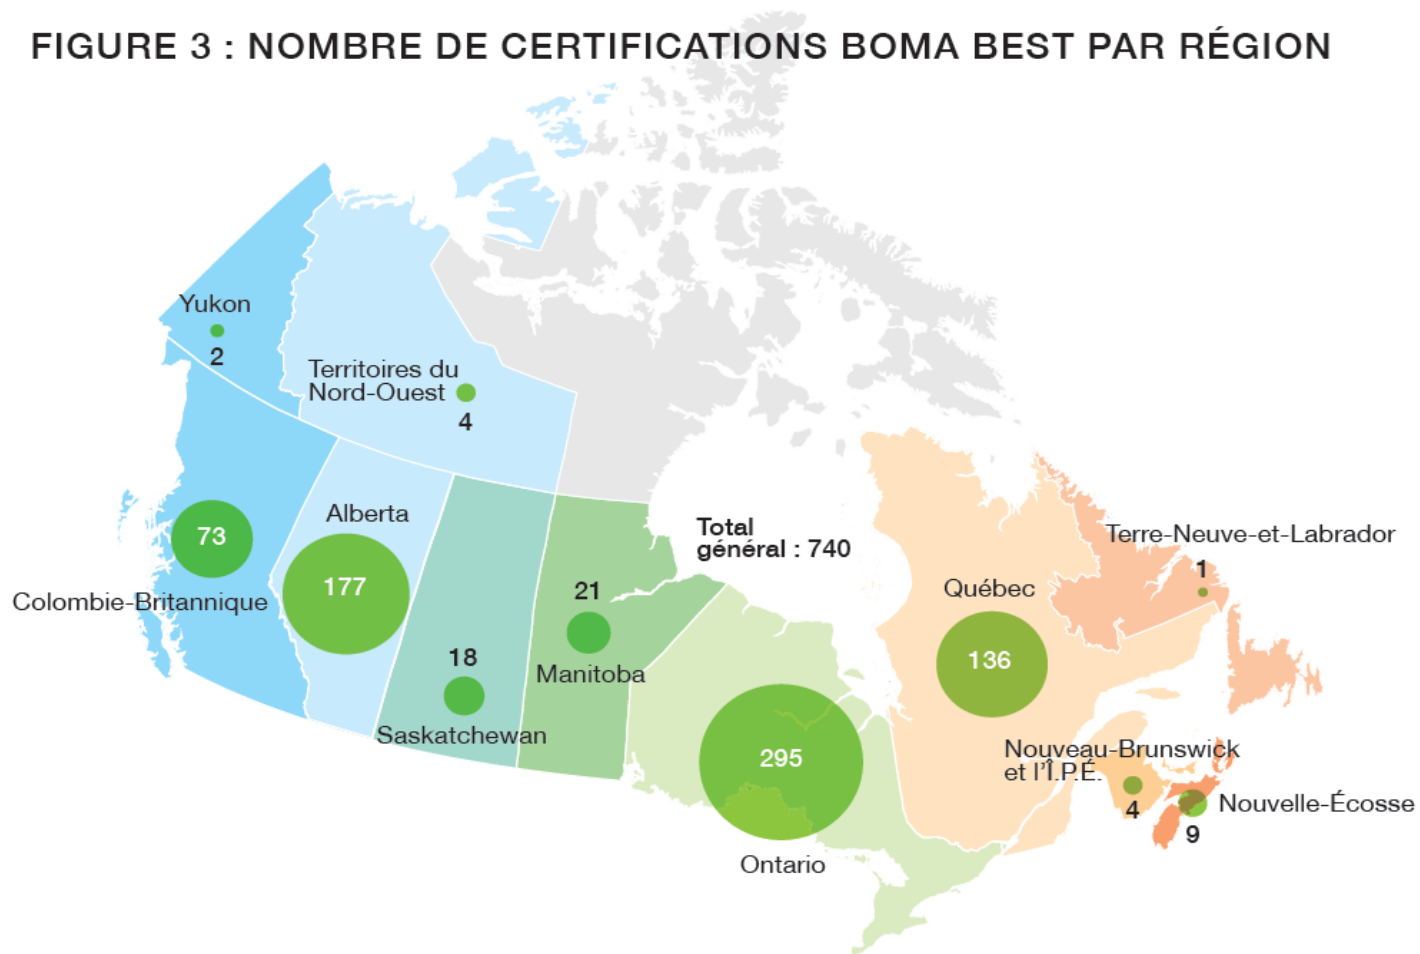 FIGURE 3 : NOMBRE DE CERTIFICATIONS BOMA BEST PAR RÉGION
Yukon
2
Territoires du
Nord-Ouest
4
73
Colombie-Britannique
Alberta
177
18
Saskatchewan
21
Manitoba
Total
général : 740
295
Ontario
Québec
136
Terre-Neuve-et-Labrador
1
Nouveau-Brunswick
et l'Î.P.É.
4
Nouvelle-Écosse
9